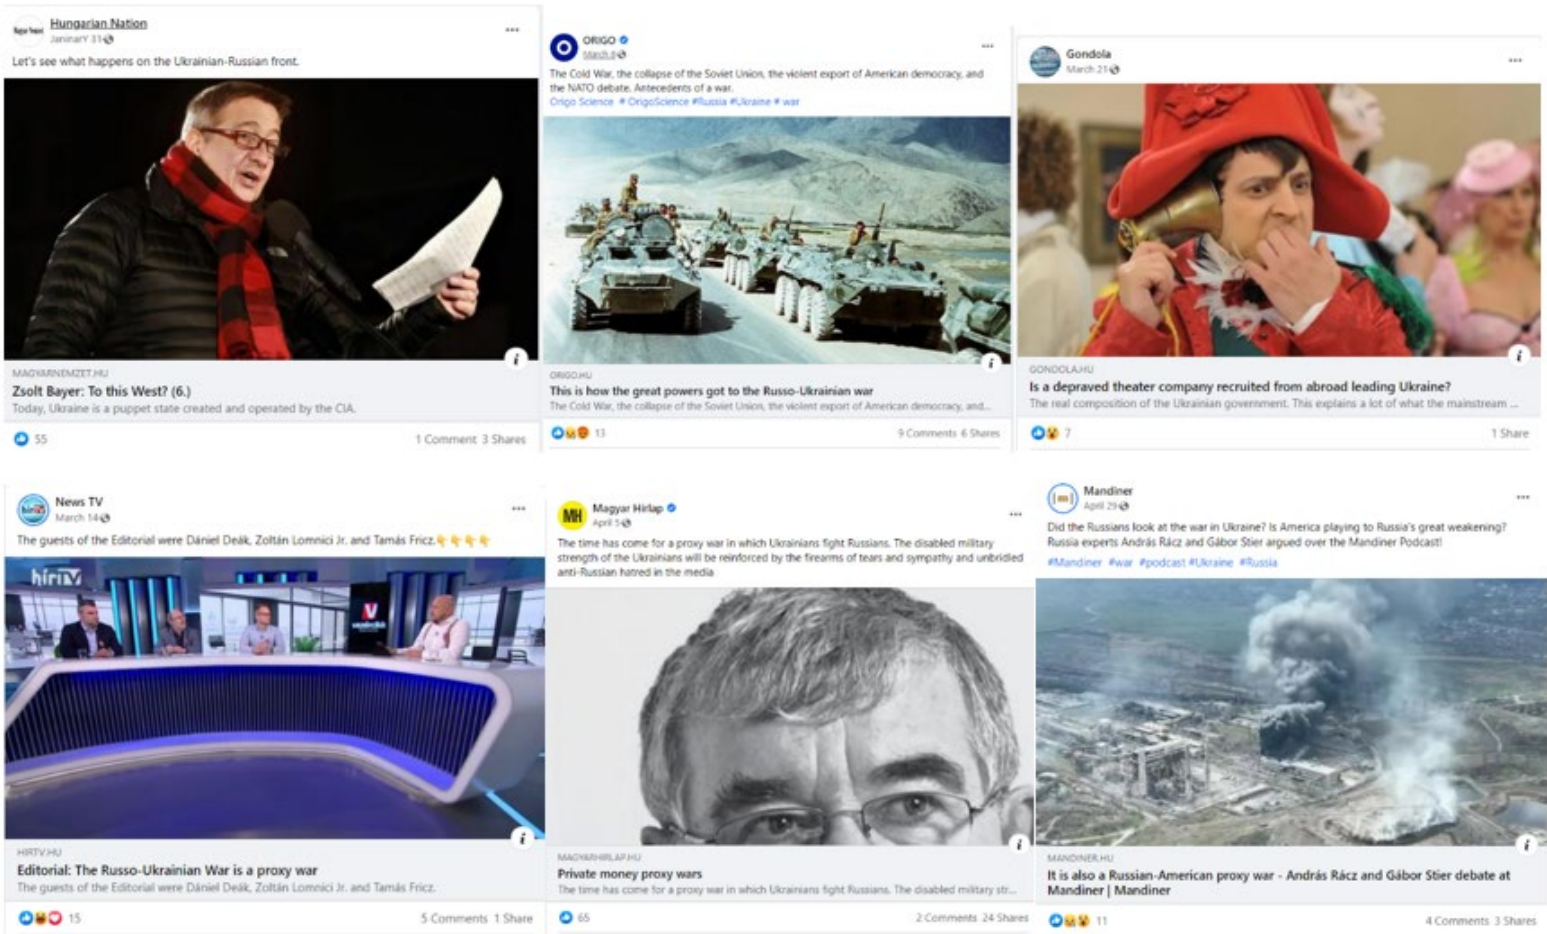 Hungarian Nation
JaninarY 31
Let's see what happens on the Ukrainian-Russian front.
MAGYARNEMZET.HU
Zsolt Bayer: To this West? (6.)
Today, Ukraine is a puppet state created and operated by the CIA.
55
1 Comment 3 Shares
ORIGO
March 8
The Cold War, the collapse of the Soviet Union, the violent export of American democracy, and
the NATO debate. Antecedents of a war.
Origo Science # OrigoScience #Russia #Ukraine # war
ORIGO.HU
This is how the great powers got to the Russo-Ukrainian war
The Cold War, the collapse of the Soviet Union, the violent export of American democracy, and...
13
9 Comments 6 Shares
Gondola
March 21
GONDOLA.HU
Is a depraved theater company recruited from abroad leading Ukraine?
The real composition of the Ukrainian government. This explains a lot of what the mainstream ...
7
1 Share
hírTV
News TV
March 14
The guests of the Editorial were Dániel Deák, Zoltán Lomnici Jr. and Tamás Fricz.👇👇👇👇
hírTV
V
HIRTV.HU
Editorial: The Russo-Ukrainian War is a proxy war
The guests of the Editorial were Dániel Deák, Zoltán Lomnici Jr. and Tamás Fricz.
15
5 Comments 1 Share
MH
Magyar Hírlap
April 5
The time has come for a proxy war in which Ukrainians fight Russians. The disabled military
strength of the Ukrainians will be reinforced by the firearms of tears and sympathy and unbridled
anti-Russian hatred in the media
MAGYARHIRLAP.HU
Private money proxy wars
The time has come for a proxy war in which Ukrainians fight Russians. The disabled military str...
65
2 Comments 24 Shares
Mandiner
April 29
Did the Russians look at the war in Ukraine? Is America playing to Russia's great weakening?
Russia experts András Rácz and Gábor Stier argued over the Mandiner Podcast!
#Mandiner #war #podcast #Ukraine #Russia
MANDINER.HU
It is also a Russian-American proxy war - András Rácz and Gábor Stier debate at
Mandiner | Mandiner
11
4 Comments 3 Shares